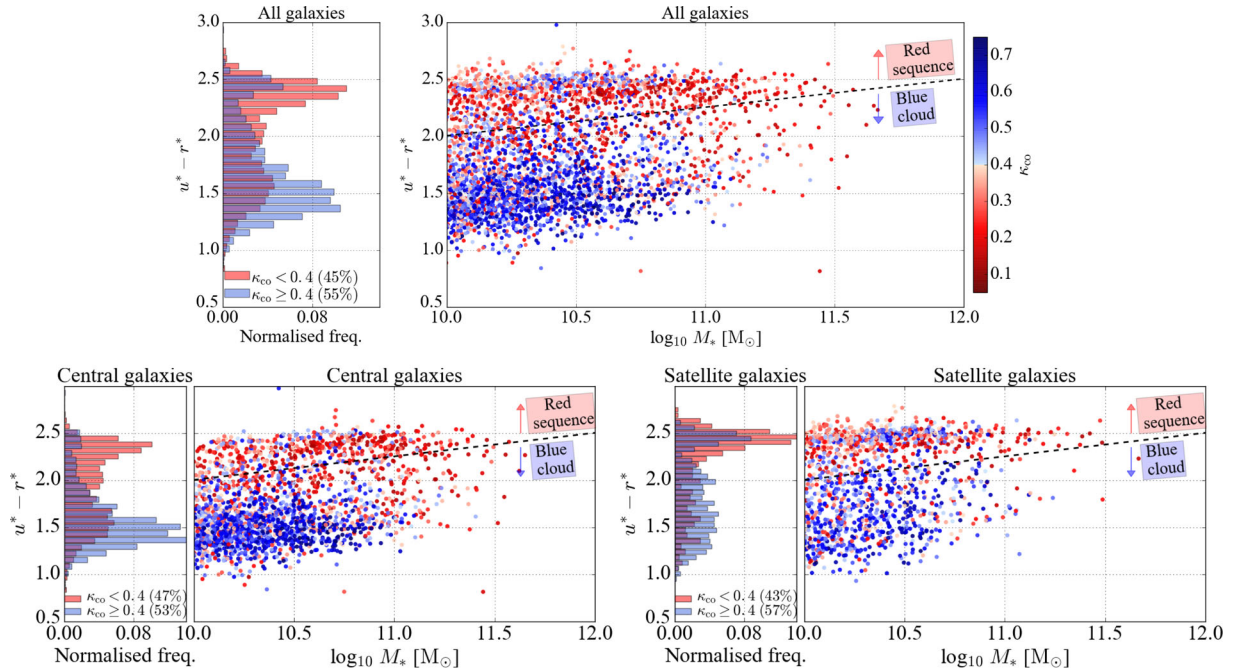 All galaxies
All galaxies
3.0
2.5
2.0
1.5
1.0
0.5
u* − r*
0.00
0.08
Normalised freq.
κco < 0.4 (45%)
κco ≥ 0.4 (55%)
u* − r*
10.0
10.5
11.0
11.5
12.0
log10 M* [M⊙]
Red
sequence
Blue
cloud
0.7
0.6
0.5
0.4
0.3
0.2
0.1
κco
Central galaxies
Central galaxies
2.5
2.0
1.5
1.0
0.5
u* − r*
κco < 0.4 (47%)
κco ≥ 0.4 (53%)
0.00
0.08
Normalised freq.
10.0
10.5
11.0
11.5
12.0
log10 M* [M⊙]
Red
sequence
Blue
cloud
Satellite galaxies
Satellite galaxies
2.5
2.0
1.5
1.0
0.5
u* − r*
κco < 0.4 (43%)
κco ≥ 0.4 (57%)
0.00
0.08
Normalised freq.
10.0
10.5
11.0
11.5
12.0
log10 M* [M⊙]
Red
sequence
Blue
cloud